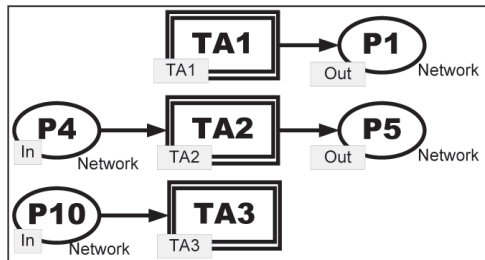 TA1
P1
TA1
Out
Network
P4
TA2
P5
In
Network
TA2
Out
Network
P10
TA3
In
Network
TA3